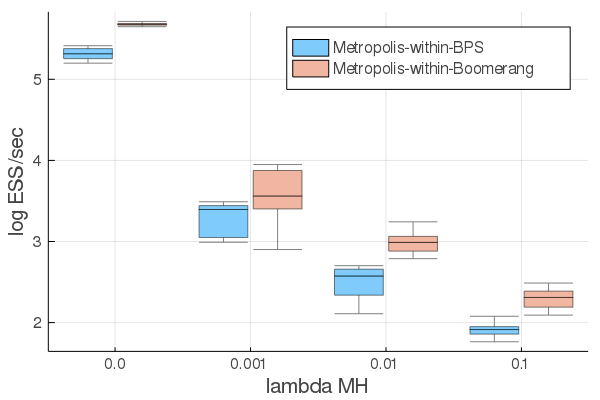 Metropolis-within-BPS
Metropolis-within-Boomerang
log ESS/sec
5
4
3
2
0.0 0.001 0.01 0.1
lambda MH